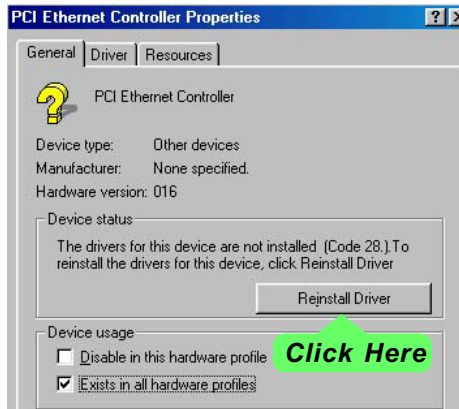 PCI Ethernet Controller Properties
General Driver Resources
PCI Ethernet Controller
Device type: Other devices
Manufacturer: None specified.
Hardware version: 016
Device status
The drivers for this device are not installed (Code 28.).To
reinstall the drivers for this device, click Reinstall Driver
Reinstall Driver
Device usage
Disable in this hardware profile
Click Here
Exists in all hardware profiles